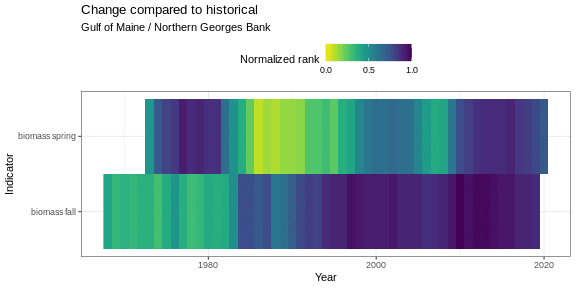 Change compared to historical
Gulf of Maine / Northern Georges Bank
Normalized rank
0.0 0.5 1.0
biomass spring
biomass fall
Indicator
1980 2000 2020
Year